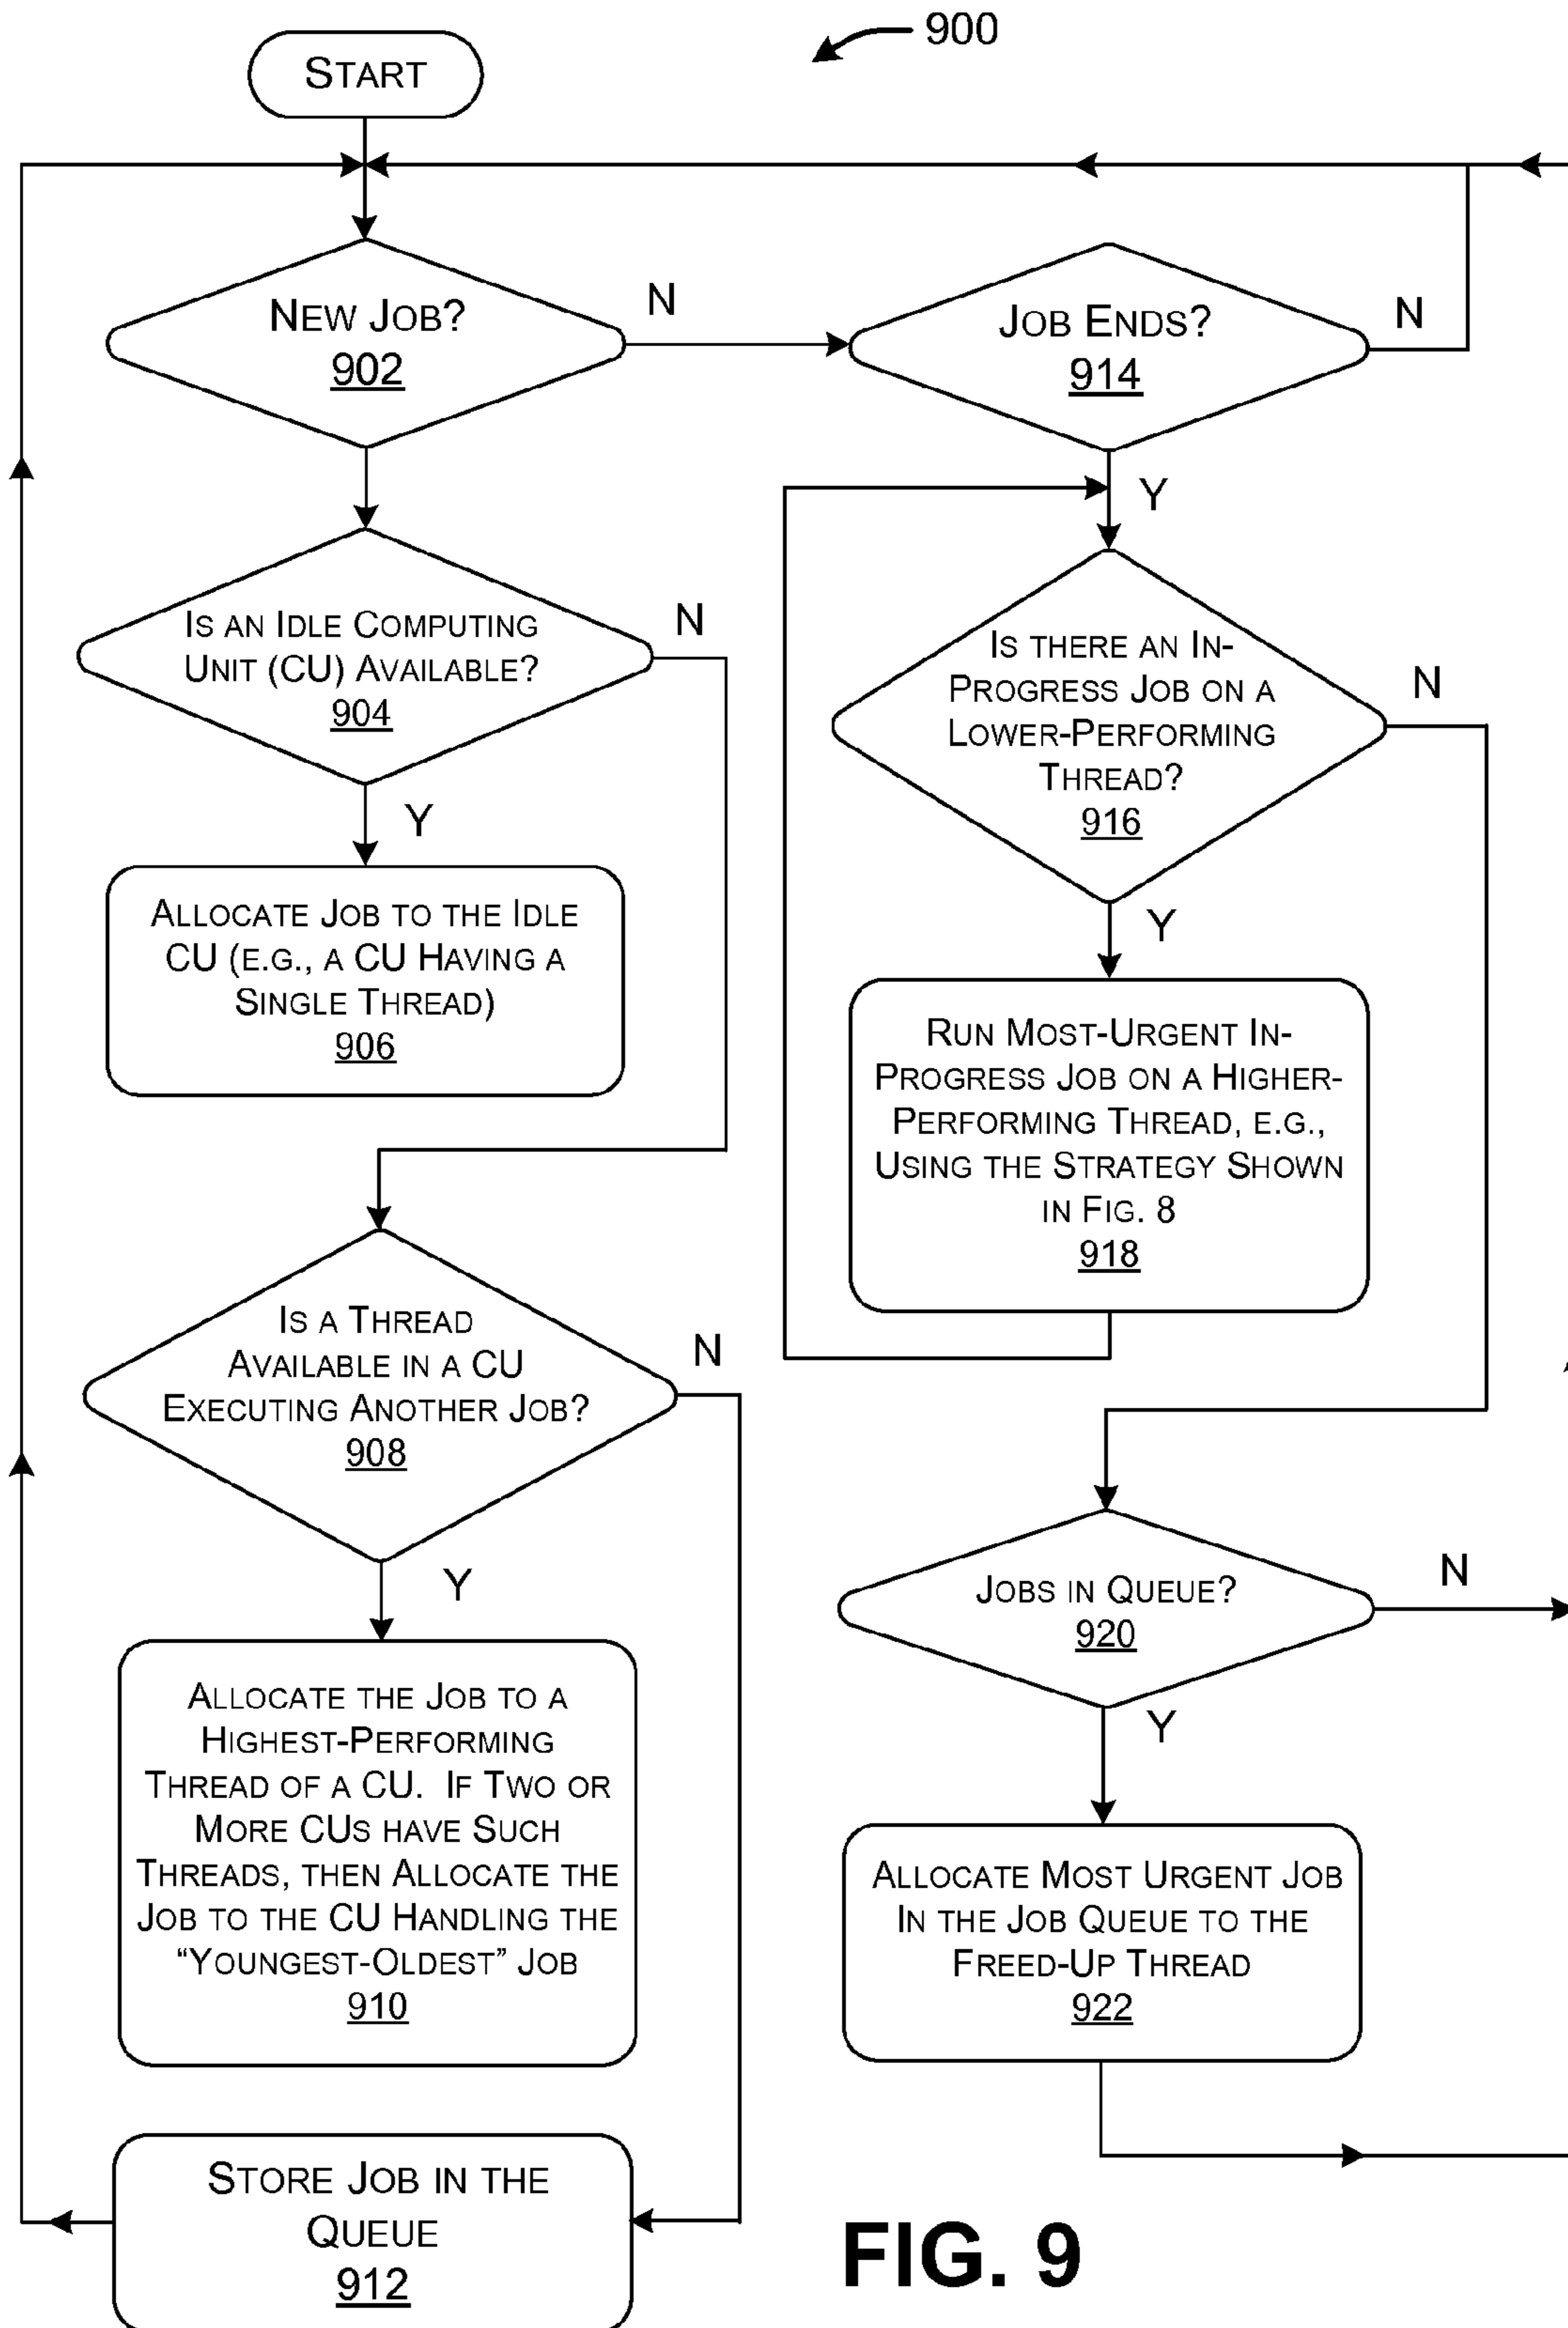 900
START
NEW JOB?
902
N
JOB ENDS?
914
N
Y
IS AN IDLE COMPUTING
UNIT (CU) AVAILABLE?
904
N
Y
ALLOCATE JOB TO THE IDLE
CU (E.G., A CU HAVING A
SINGLE THREAD)
906
IS THERE AN IN-
PROGRESS JOB ON A
LOWER-PERFORMING
THREAD?
916
N
Y
RUN MOST-URGENT IN-
PROGRESS JOB ON A HIGHER-
PERFORMING THREAD, E.G.,
USING THE STRATEGY SHOWN
IN FIG. 8
918
IS A THREAD
AVAILABLE IN A CU
EXECUTING ANOTHER JOB?
908
N
Y
ALLOCATE THE JOB TO A
HIGHEST-PERFORMING
THREAD OF A CU. IF TWO OR
MORE CUS HAVE SUCH
THREADS, THEN ALLOCATE THE
JOB TO THE CU HANDLING THE
“YOUNGEST-OLDEST” JOB
910
JOBS IN QUEUE?
920
N
Y
ALLOCATE MOST URGENT JOB
IN THE JOB QUEUE TO THE
FREED-UP THREAD
922
STORE JOB IN THE
QUEUE
912
FIG. 9